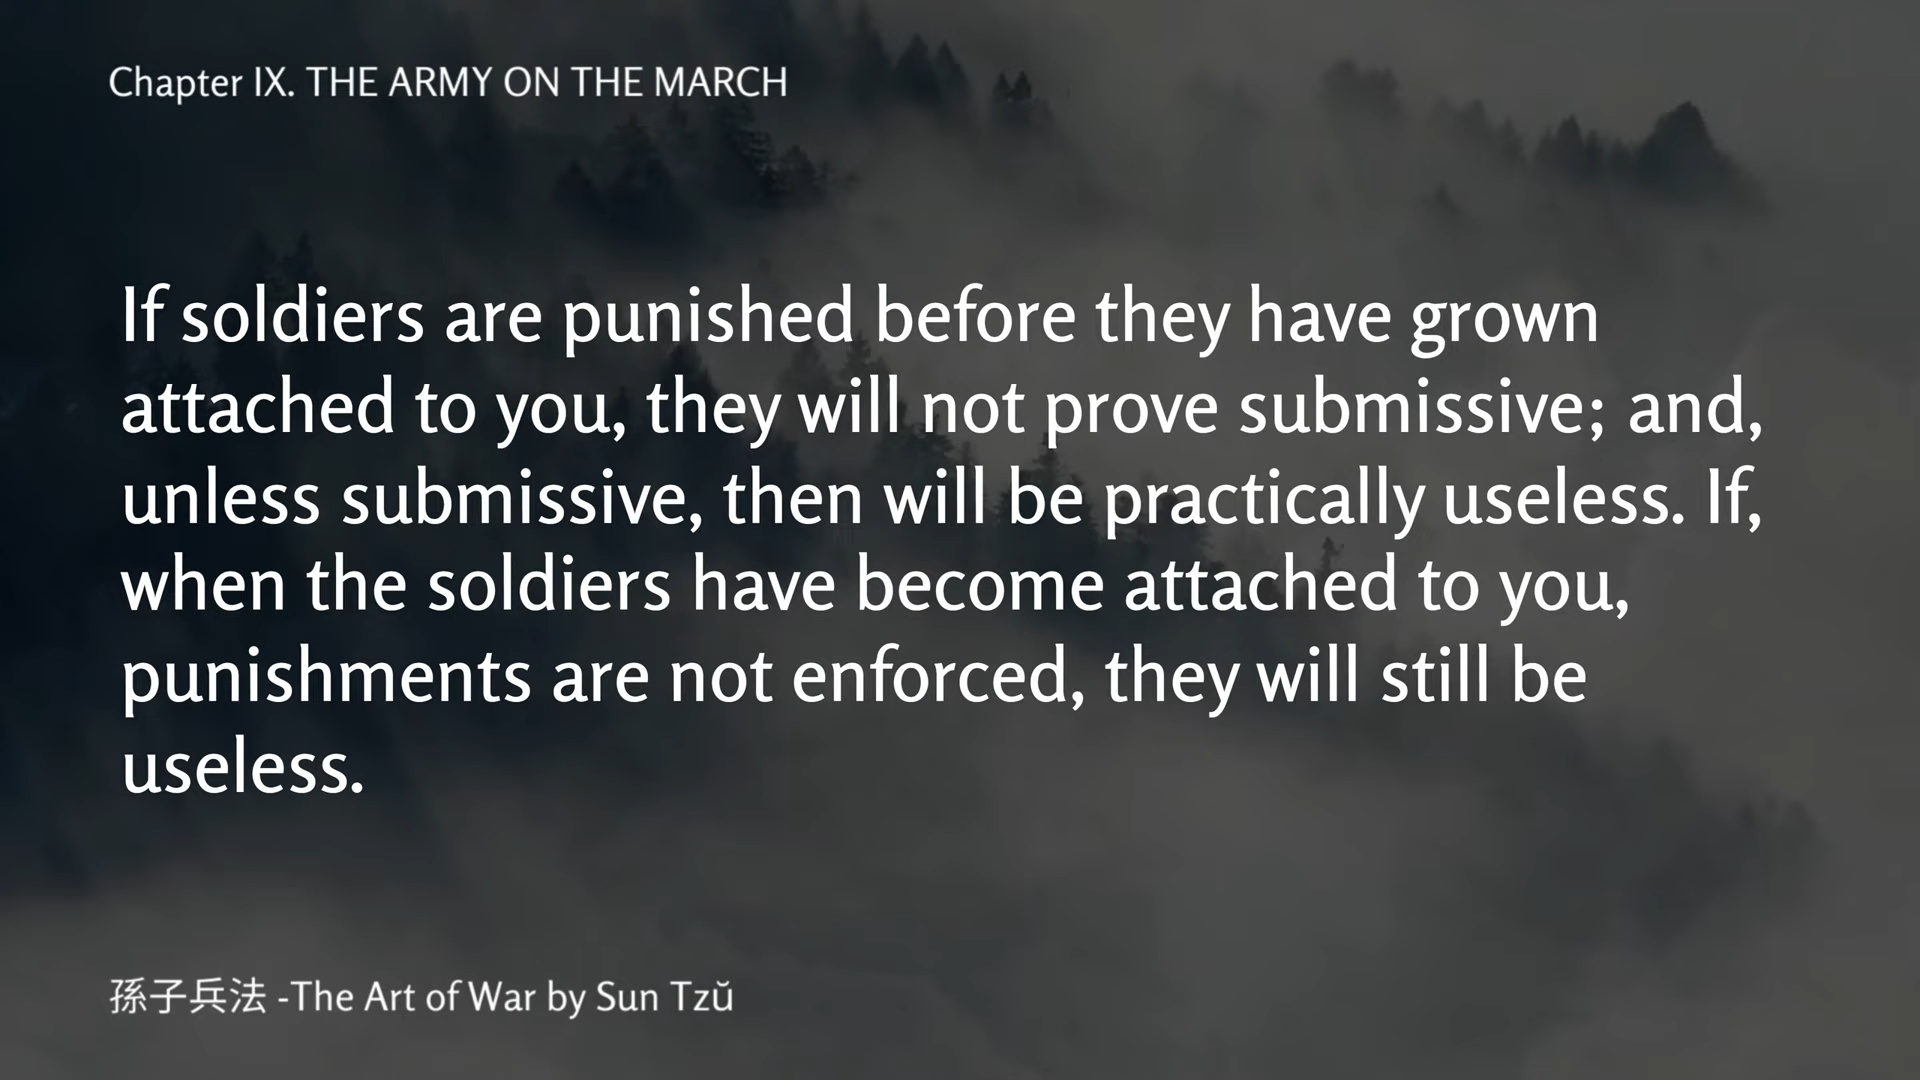 Chapter IX. THE ARMY ON THE MARCH
If soldiers are punished before they have grown
attached to you, they will not prove submissive; and,
unless submissive, then will be practically useless. If,
when the soldiers have become attached to you,
punishments are not enforced, they will still be
useless.
孫子兵法 -The Art of War by Sun Tzŭ